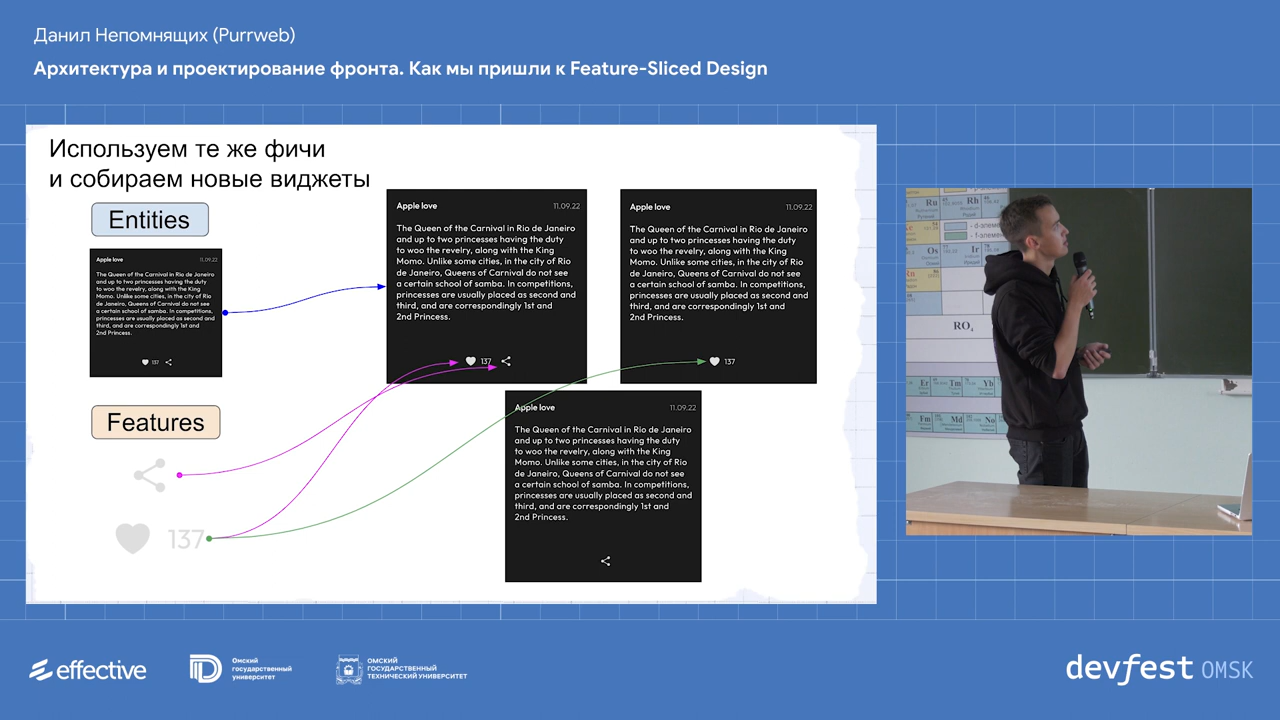 Данил Непомнящих (Purrweb)
Архитектура и проектирование фронта. Как мы пришли к Feature-Sliced Design
Используем те же фичи
и собираем новые виджеты
Entities
Apple love 11.09.22
The Queen of the Carnival in Rio de Janeiro
and up to two princesses having the duty
to woo the revelry, along with the King
Momo. Unlike some cities, in the city of Rio
de Janeiro, Queens of Carnival do not see
a certain school of samba. In competitions,
princesses are usually placed as second and
third, and are correspondingly 1st and
2nd Princess.
137
Apple love 11.09.22
The Queen of the Carnival in Rio de Janeiro
and up to two princesses having the duty
to woo the revelry, along with the King
Momo. Unlike some cities, in the city of Rio
de Janeiro, Queens of Carnival do not see
a certain school of samba. In competitions,
princesses are usually placed as second and
third, and are correspondingly 1st and
2nd Princess.
137
Apple love 11.09.22
The Queen of the Carnival in Rio de Janeiro
and up to two princesses having the duty
to woo the revelry, along with the King
Momo. Unlike some cities, in the city of Rio
de Janeiro, Queens of Carnival do not see
a certain school of samba. In competitions,
princesses are usually placed as second and
third, and are correspondingly 1st and
2nd Princess.
137
Features
137
Apple love 11.09.22
The Queen of the Carnival in Rio de Janeiro
and up to two princesses having the duty
to woo the revelry, along with the King
Momo. Unlike some cities, in the city of Rio
de Janeiro, Queens of Carnival do not see
a certain school of samba. In competitions,
princesses are usually placed as second and
third, and are correspondingly 1st and
2nd Princess.
Ru Rh
Os Ir
Rn
RO4
Er Tm Yb
Fm Md No
effective
Омский
государственный
университет
ОМСКИЙ
ГОСУДАРСТВЕННЫЙ
ТЕХНИЧЕСКИЙ УНИВЕРСИТЕТ
devfest OMSK